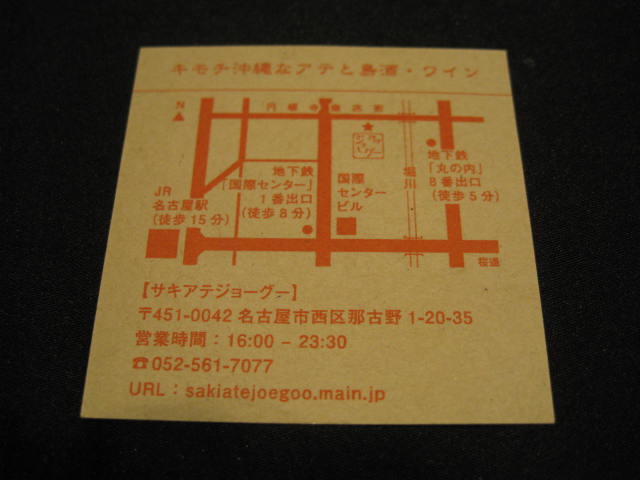 キモチ沖縄なアテと島酒・ワイン
N
円頓寺商店街
地下鉄
「国際センター」
1番出口
(徒歩8分)
国際
センター
ビル
堀川
地下鉄
「丸の内」
8番出口
(徒歩5分)
JR
名古屋駅
(徒歩15分)
桜通
【サキアテジョーグー】
〒451-0042 名古屋市西区那古野 1-20-35
営業時間：16:00 − 23:30
☎052-561-7077
URL：sakiatejoegoo.main.jp